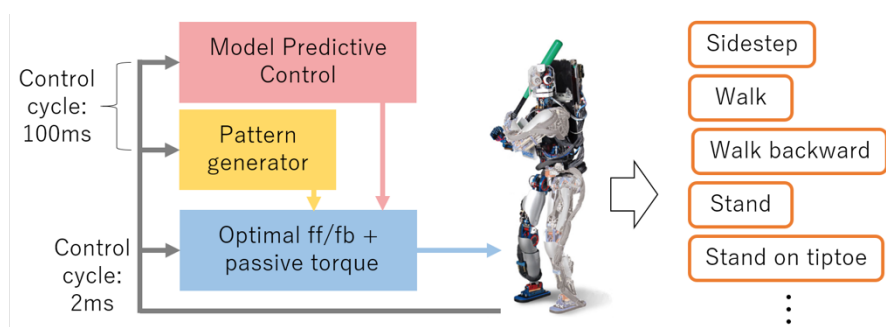 Control
cycle:
100ms
Model Predictive
Control
Pattern
generator
Control
cycle:
2ms
Optimal ff/fb +
passive torque
Sidestep
Walk
Walk backward
Stand
Stand on tiptoe
⋮